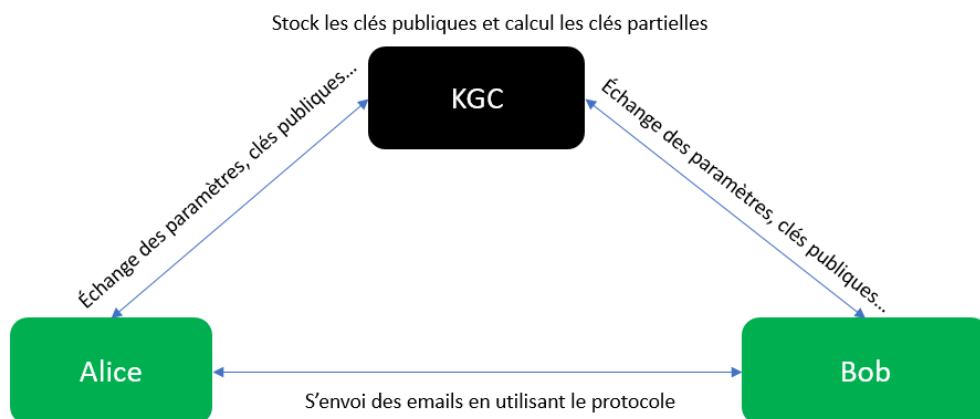 Stock les clés publiques et calcul les clés partielles
KGC
Échange des paramètres, clés publiques...
Échange des paramètres, clés publiques...
Alice
Bob
S'envoi des emails en utilisant le protocole